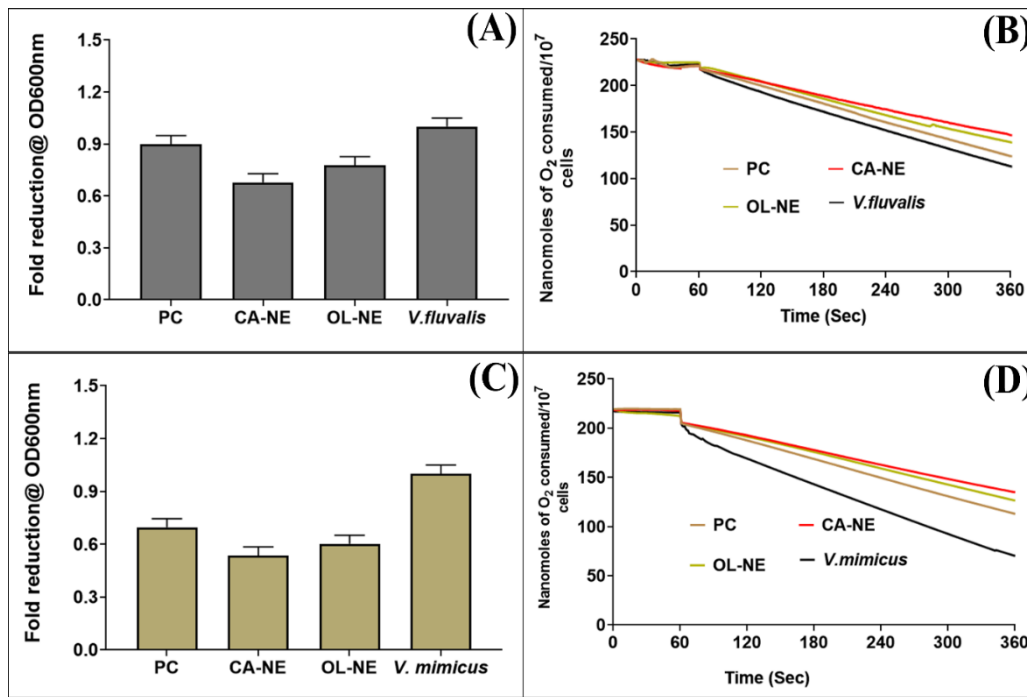 (A)
Fold reduction@ OD600nm
1.5
1.2
0.9
0.6
0.3
0.0
PC CA-NE OL-NE V.fluvalis
(B)
Nanomoles of O2 consumed/10^7
cells
250
200
150
100
50
0
PC CA-NE
OL-NE V.fluvalis
0 60 120 180 240 300 360
Time (Sec)
(C)
Fold reduction@ OD600nm
1.5
1.2
0.9
0.6
0.3
0.0
PC CA-NE OL-NE V. mimicus
(D)
Nanomoles of O2 consumed/10^7
cells
250
200
150
100
50
0
PC CA-NE
OL-NE V.mimicus
0 60 120 180 240 300 360
Time (Sec)